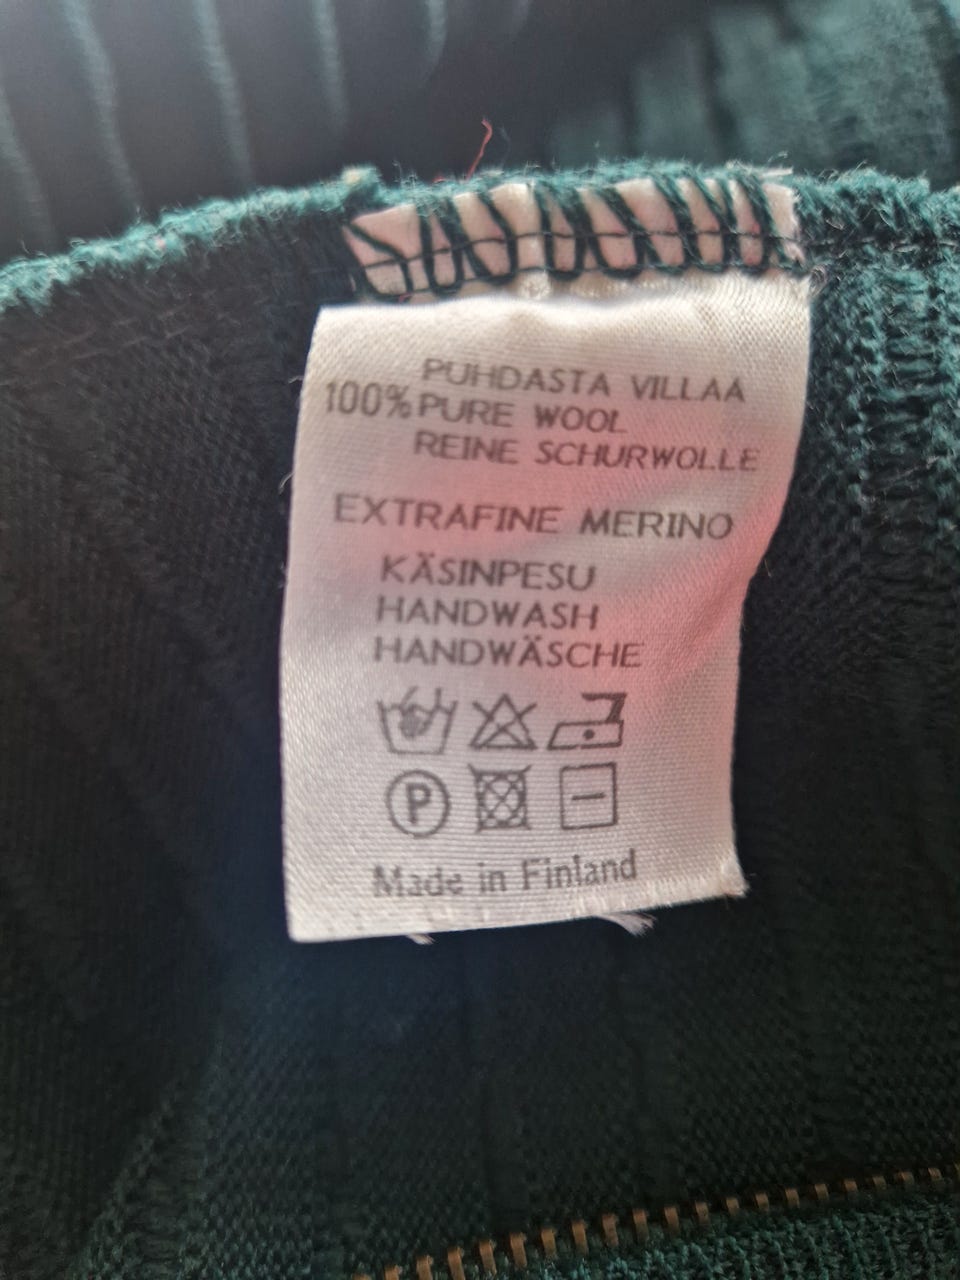 PUHDASTA VILLAA
100% PURE WOOL
REINE SCHURWOLLE
EXTRAFINE MERINO
KÄSINPESU
HANDWASH
HANDWÄSCHE
P
Made in Finland